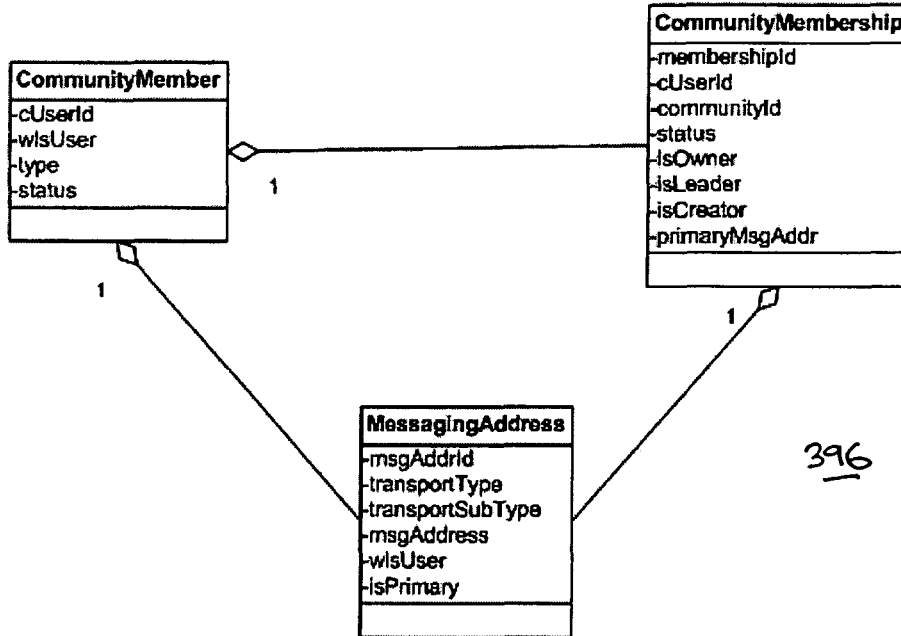 CommunityMember
-cUserId
-wlsUser
-type
-status
1
1
CommunityMembership
-membershipId
-cUserId
-communityId
-status
-isOwner
-isLeader
-isCreator
-primaryMsgAddr
1
MessagingAddress
-msgAddrId
-transportType
-transportSubType
-msgAddress
-wlsUser
-isPrimary
396